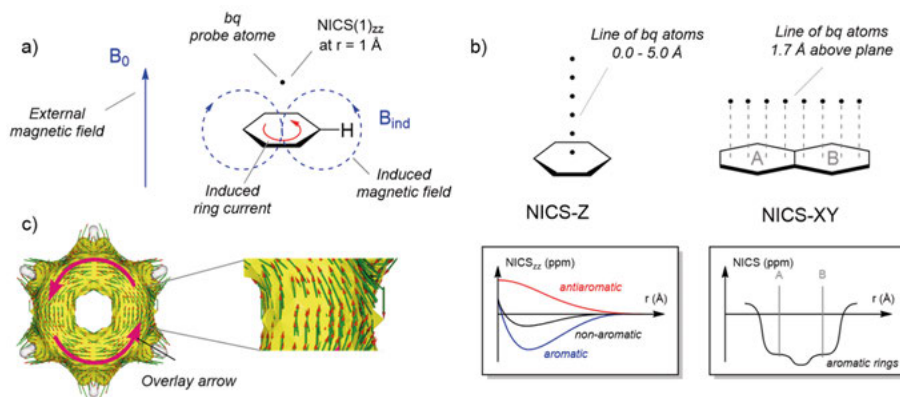 a)
bq
probe atome
NICS(1)zz
at r = 1 Å
B0
External
magnetic field
H
Bind
Induced
ring current
Induced
magnetic field
b)
Line of bq atoms
0.0 - 5.0 Å
Line of bq atoms
1.7 Å above plane
A
B
NICS-Z
NICS-XY
c)
Overlay arrow
NICSzz (ppm)
antiaromatic
r (Å)
non-aromatic
aromatic
NICS (ppm)
A
B
r (Å)
aromatic rings